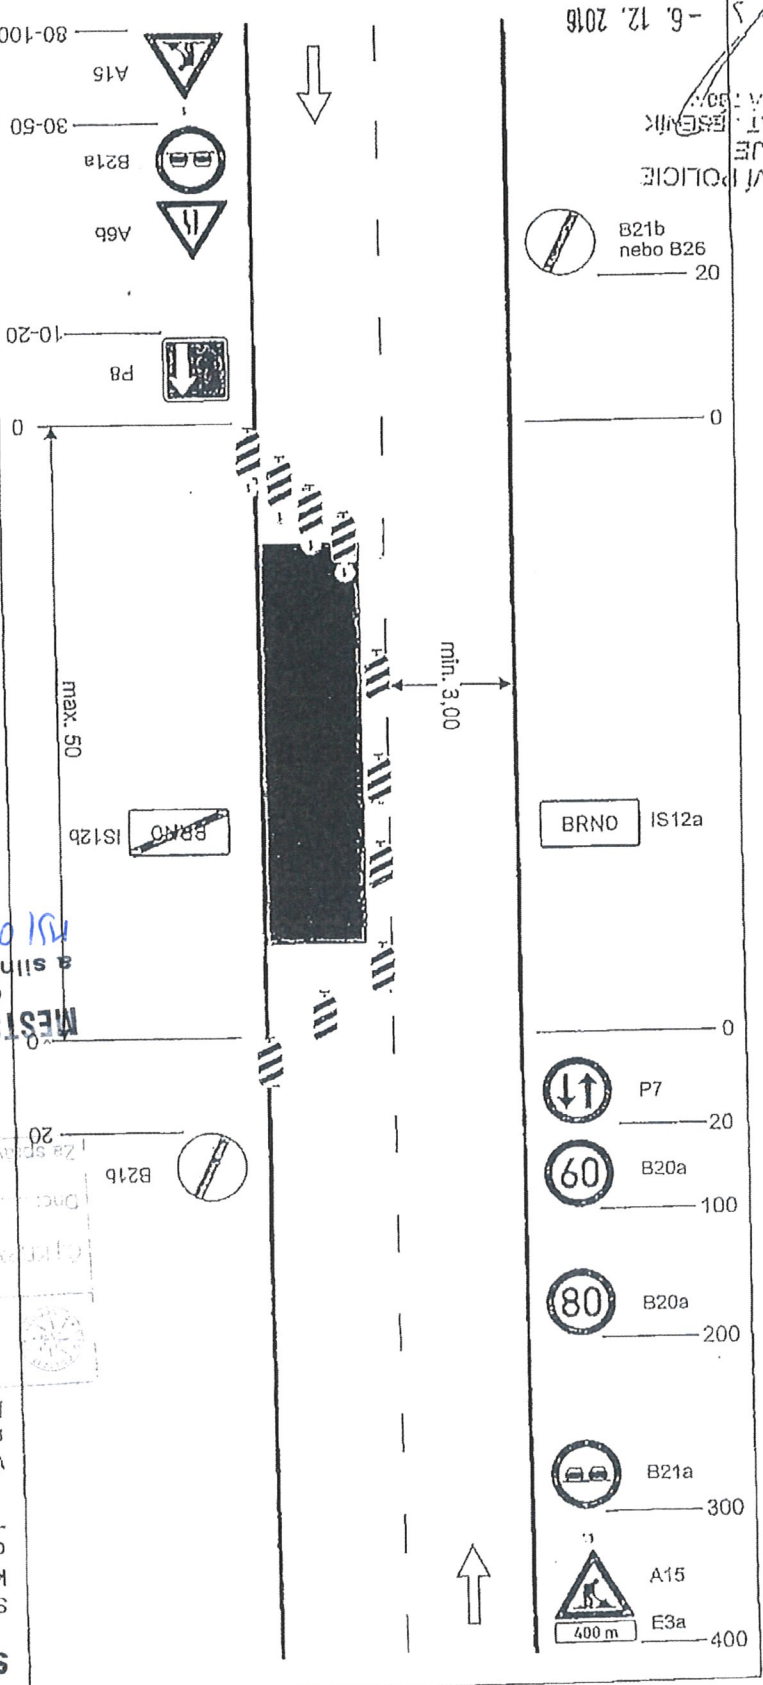 80-100
A15
30-50
B21a
A6b
10-20
P8
0
max. 50
IS12b
BRNO
0
20
B21b
-6. 12. 2016
POLICIE
B21b
nebo B26
20
0
min. 3,00
BRNO
IS12a
0
P7
20
60
B20a
100
80
B20a
200
B21a
300
A15
400 m
E3a
400